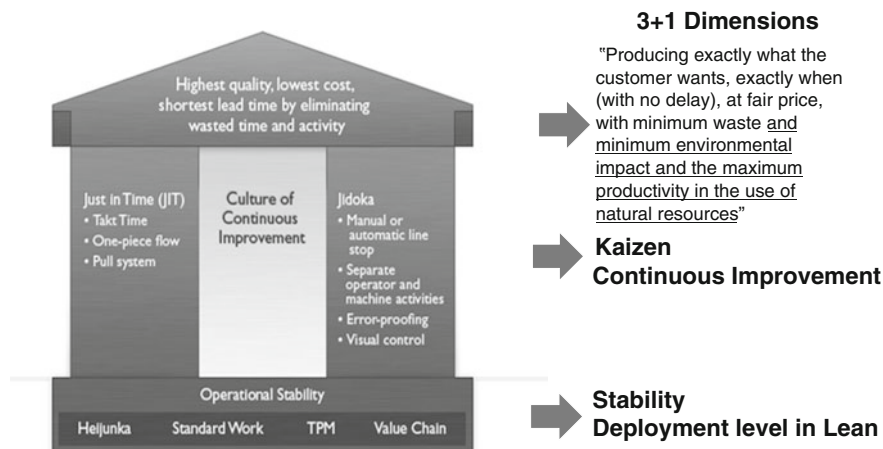 Highest quality, lowest cost,
shortest lead time by eliminating
wasted time and activity
Just in Time (JIT)
• Takt Time
• One-piece flow
• Pull system
Culture of
Continuous
Improvement
Jidoka
• Manual or
automatic line
stop
• Separate
operator and
machine activities
• Error-proofing
• Visual control
Operational Stability
Heijunka Standard Work TPM Value Chain
3+1 Dimensions
"Producing exactly what the
customer wants, exactly when
(with no delay), at fair price,
with minimum waste and
minimum environmental
impact and the maximum
productivity in the use of
natural resources”
Kaizen
Continuous Improvement
Stability
Deployment level in Lean